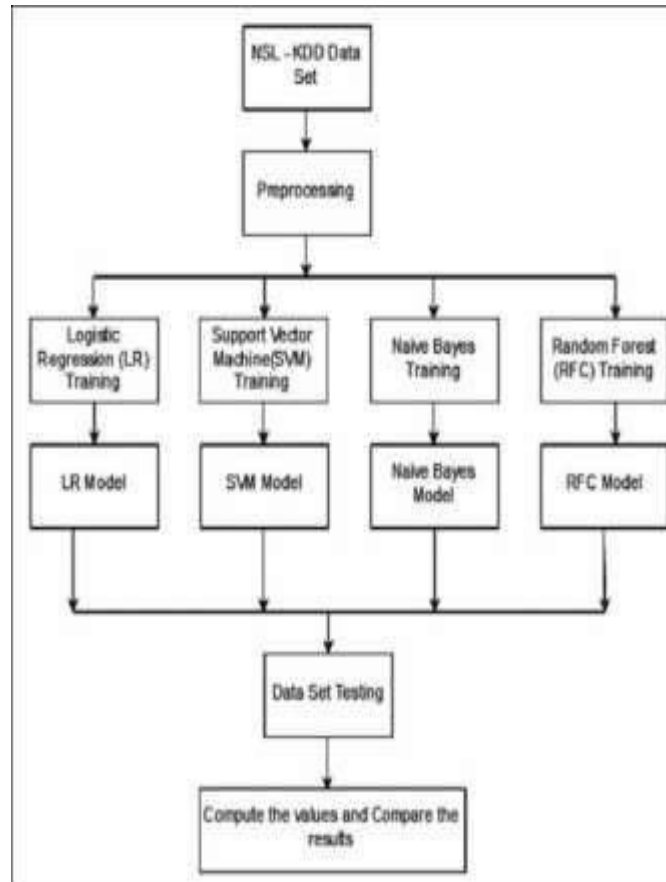 NSL - KDD Data
Set
Preprocessing
Logistic
Regression (LR)
Training
Support Vector
Machine(SVM)
Training
Naive Bayes
Training
Random Forest
(RFC) Training
LR Model
SVM Model
Naive Bayes
Model
RFC Model
Data Set Testing
Compute the values and Compare the
results